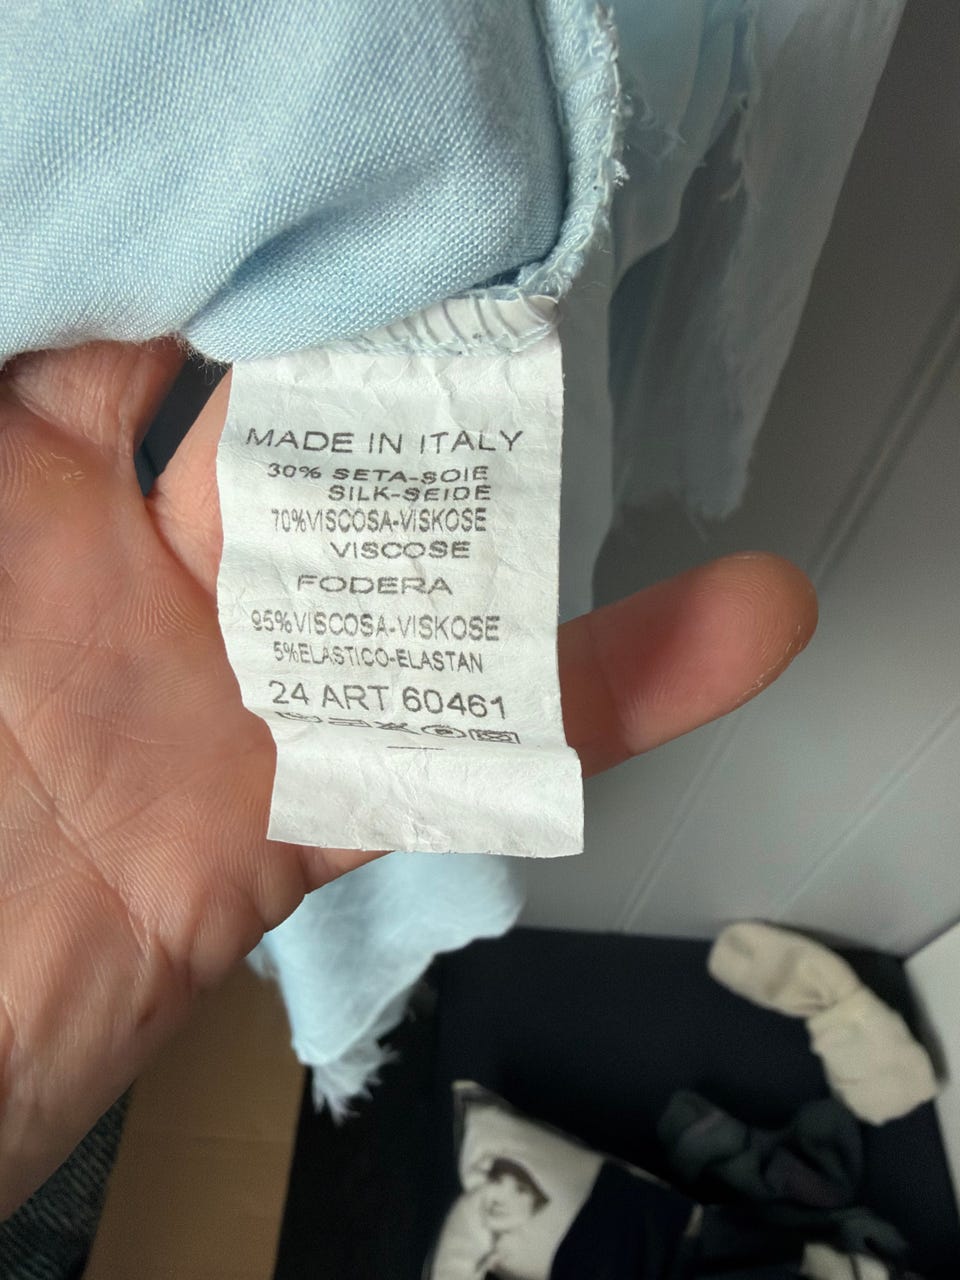 MADE IN ITALY
30% SETA-SOIE
SILK-SEIDE
70%VISCOSA-VISKOSE
VISCOSE
FODERA
95%VISCOSA-VISKOSE
5%ELASTICO-ELASTAN
24 ART 60461